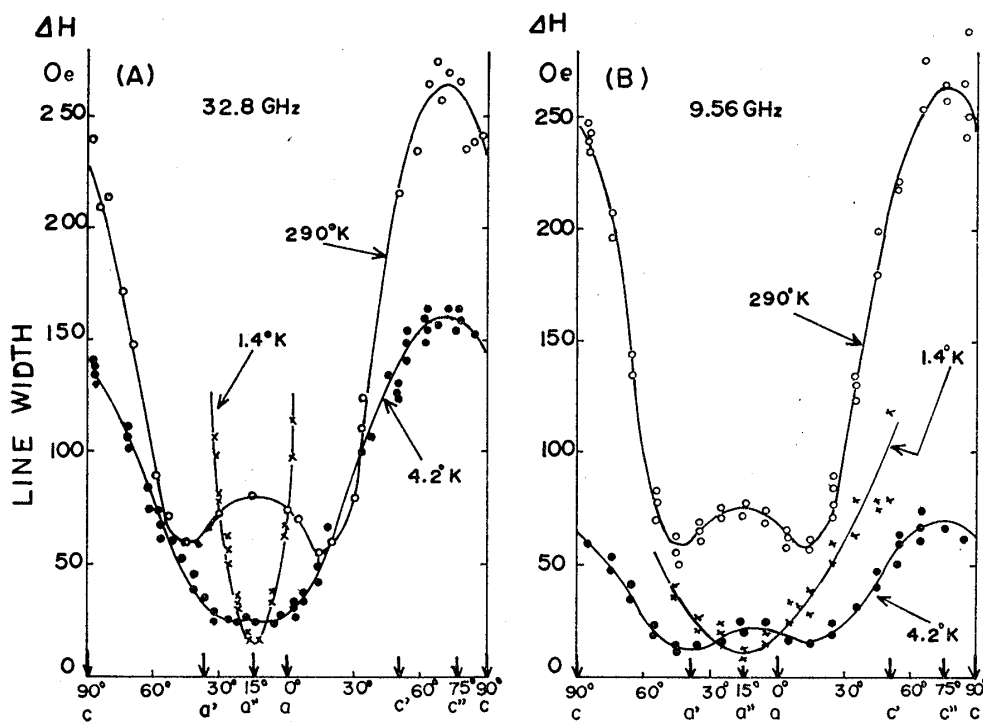 ΔH
Oe (A)
32.8 GHz
250
200
150
100
50
0
290°K
1.4°K
4.2°K
LINE WIDTH
90° 60° 15° 0° 30° 75° 90°
c a' a" a c' c" c
ΔH
Oe (B)
9.56 GHz
250
200
150
100
50
0
290°K
1.4°K
4.2°K
90° 60° 30° 15° 0° 30° 60° 75° 90°
c a' a" a c' c" c